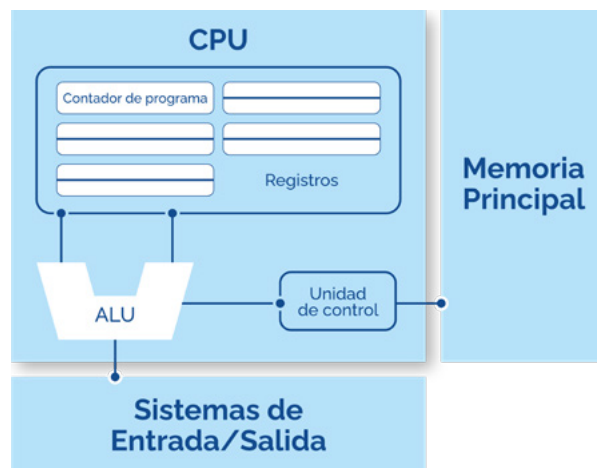 CPU
Contador de programa
Registros
Memoria
Principal
ALU
Unidad
de control
Sistemas de
Entrada/Salida